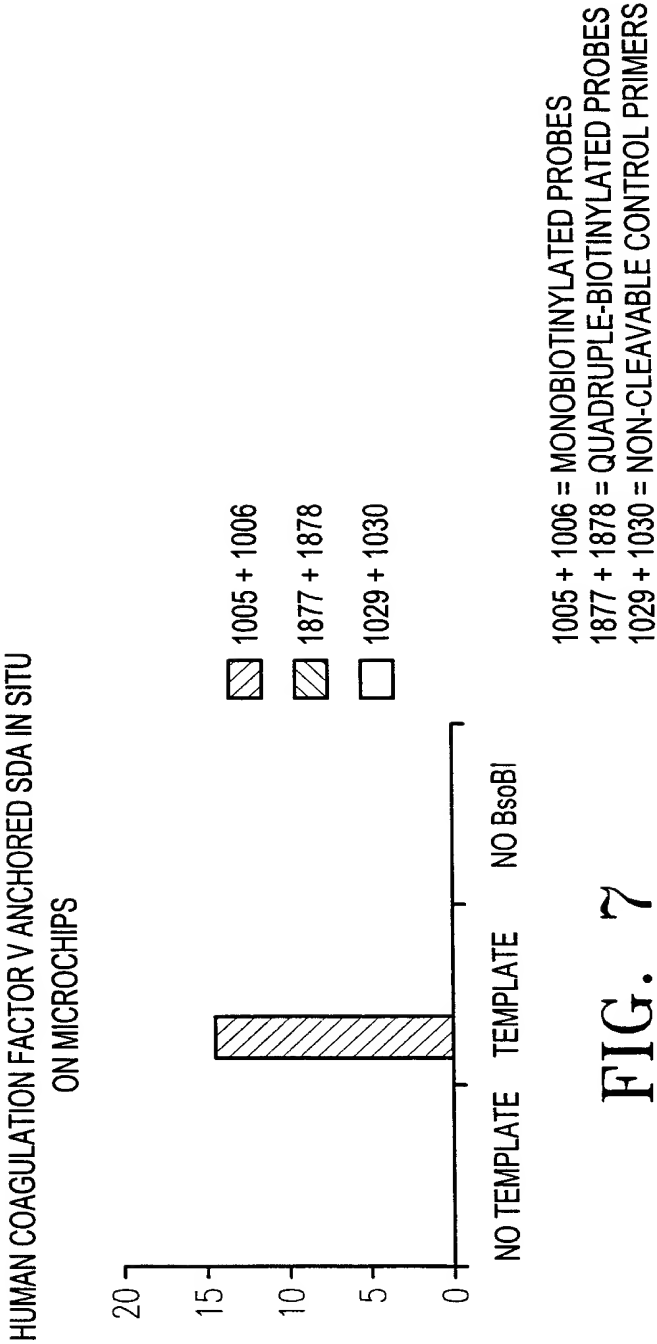 HUMAN COAGULATION FACTOR V ANCHORED SDA IN SITU
ON MICROCHIPS
20
15
10
5
0
NO TEMPLATE
TEMPLATE
NO BsoBI
1005 + 1006
1877 + 1878
1029 + 1030
1005 + 1006 = MONOBIOTINYLATED PROBES
1877 + 1878 = QUADRUPLE-BIOTINYLATED PROBES
1029 + 1030 = NON-CLEAVABLE CONTROL PRIMERS
FIG. 7